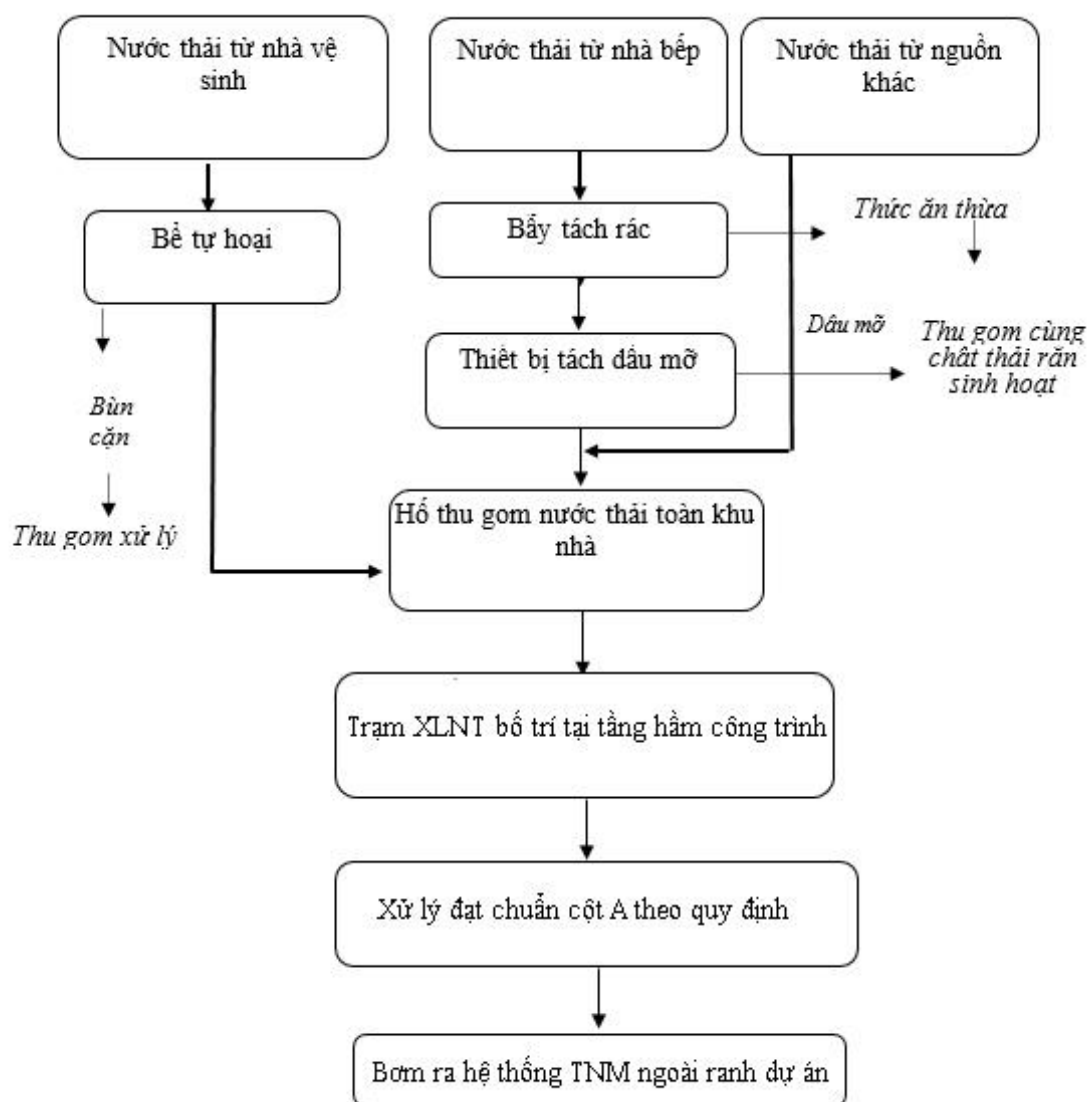 Nước thải từ nhà vệ
sinh
Nước thải từ nhà bếp
Nước thải từ nguồn
khác
Bể tự hoại
Bẩy tách rác
Thức ăn thừa
Thiết bị tách dầu mỡ
Dầu mỡ
Thu gom cùng
chất thải rắn
sinh hoạt
Bùn
cặn
Thu gom xử lý
Hố thu gom nước thải toàn khu
nhà
Trạm XLNT bố trí tại tầng hầm công trình
Xử lý đạt chuẩn cột A theo quy định
Bơm ra hệ thống TNM ngoài ranh dự án